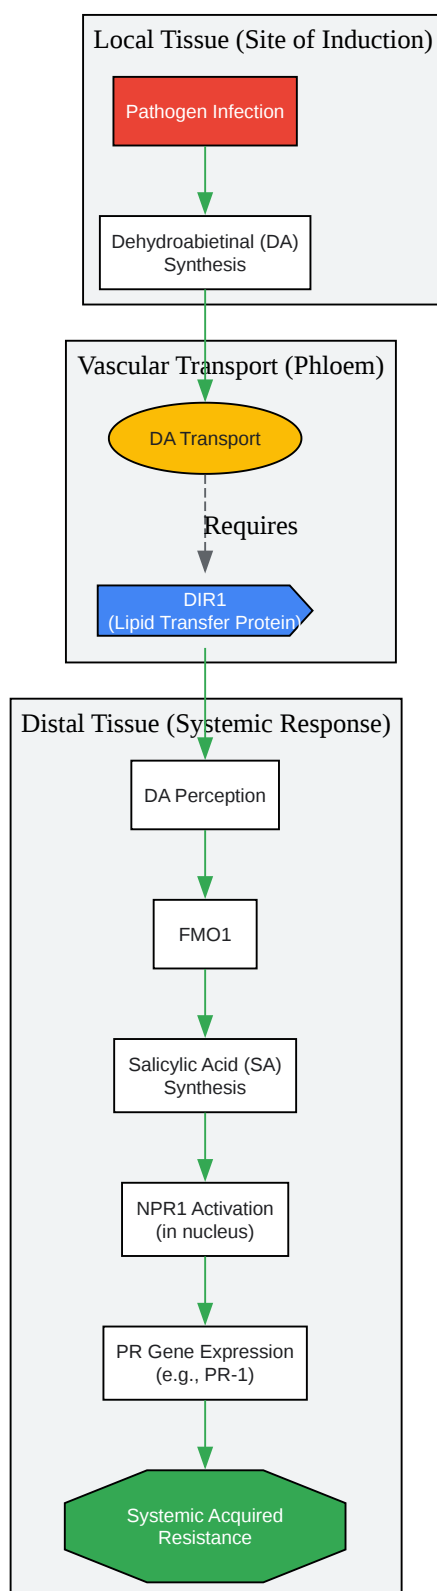 Local Tissue (Site of Induction)
Pathogen Infection
Dehydroabietinal (DA)
Synthesis
Vascular Transport (Phloem)
DA Transport
Requires
DIR1
(Lipid Transfer Protein)
Distal Tissue (Systemic Response)
DA Perception
FMO1
Salicylic Acid (SA)
Synthesis
NPR1 Activation
(in nucleus)
PR Gene Expression
(e.g., PR-1)
Systemic Acquired
Resistance